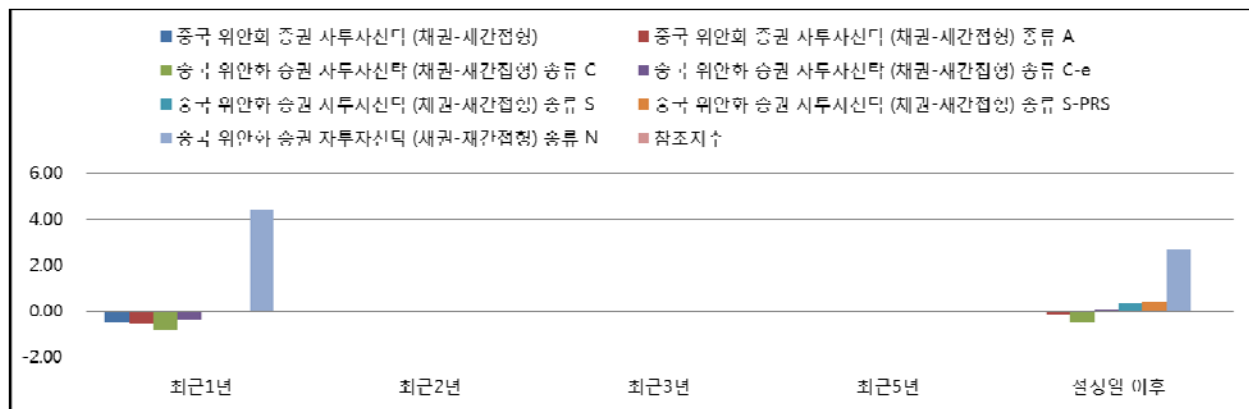 중국 위안화 증권 자투자신탁 (채권-재간접형) 중국 위안화 증권 자투자신탁 (채권-재간접형) 종류 A
중국 위안화 증권 자투자신탁 (채권-재간접형) 종류 C 중국 위안화 증권 자투자신탁 (채권-재간접형) 종류 C-e
중국 위안화 증권 자투자신탁 (채권-재간접형) 종류 S 중국 위안화 증권 자투자신탁 (채권-재간접형) 종류 S-PRS
중국 위안화 증권 자투자신탁 (채권-재간접형) 종류 N 참조지수
6.00
4.00
2.00
0.00
-2.00
최근1년 최근2년 최근3년 최근5년 설정일 이후